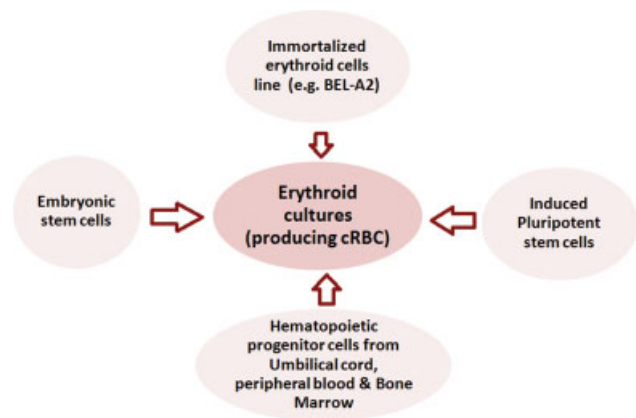 Immortalized
erythroid cells
line (e.g. BEL-A2)
Embryonic
stem cells
Erythroid
cultures
(producing cRBC)
Induced
Pluripotent
stem cells
Hematopoietic
progenitor cells from
Umbilical cord,
peripheral blood & Bone
Marrow